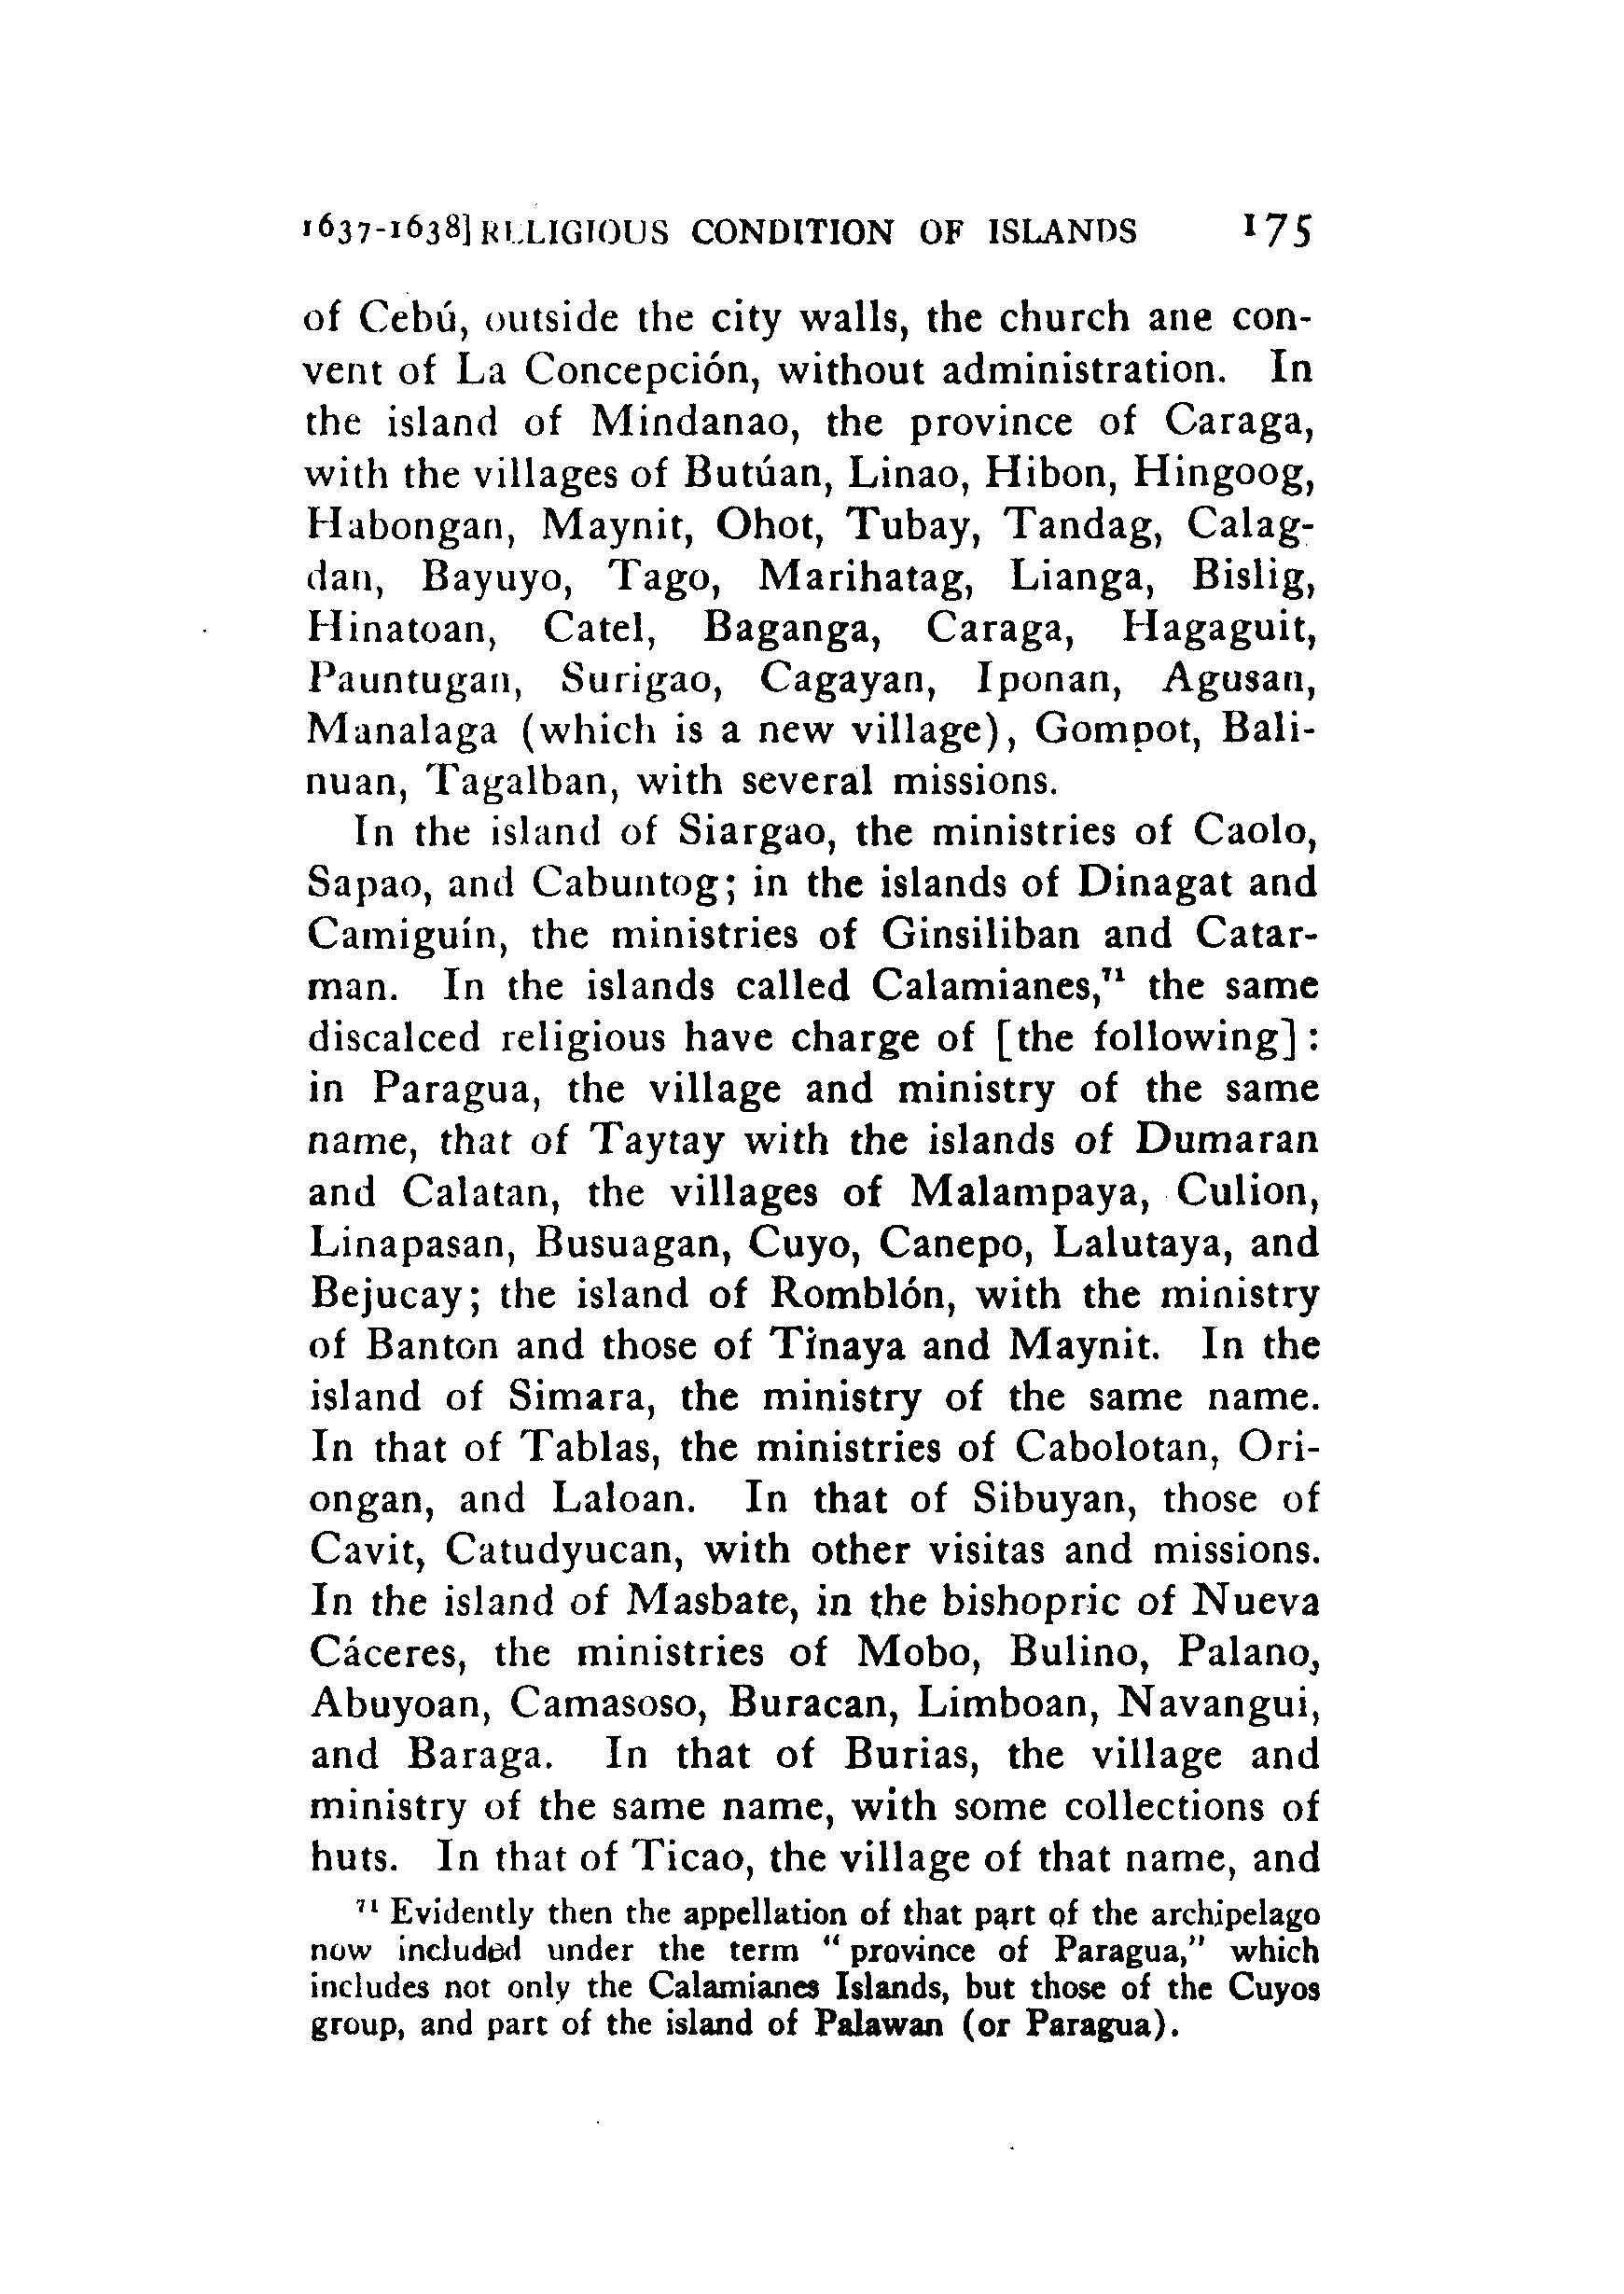 1637-1638] RELIGIOUS CONDITION OF ISLANDS 175
of Cebú, outside the city walls, the church ane con-
vent of La Concepción, without administration. In
the island of Mindanao, the province of Caraga,
with the villages of Butúan, Linao, Hibon, Hingoog,
Habongan, Maynit, Ohot, Tubay, Tandag, Calag-
dan, Bayuyo, Tago, Marihatag, Lianga, Bislig,
Hinatoan, Catel, Baganga, Caraga, Hagaguit,
Pauntugan, Surigao, Cagayan, Iponan, Agusan,
Manalaga (which is a new village), Gompot, Bali-
nuan, Tagalban, with several missions.
In the island of Siargao, the ministries of Caolo,
Sapao, and Cabuntog; in the islands of Dinagat and
Camiguín, the ministries of Ginsiliban and Catar-
man. In the islands called Calamianes,⁷¹ the same
discalced religious have charge of [the following]:
in Paragua, the village and ministry of the same
name, that of Taytay with the islands of Dumaran
and Calatan, the villages of Malampaya, Culion,
Linapasan, Busuagan, Cuyo, Canepo, Lalutaya, and
Bejucay; the island of Romblón, with the ministry
of Banton and those of Tinaya and Maynit. In the
island of Simara, the ministry of the same name.
In that of Tablas, the ministries of Cabolotan, Ori-
ongan, and Laloan. In that of Sibuyan, those of
Cavit, Catudyucan, with other visitas and missions.
In the island of Masbate, in the bishopric of Nueva
Cáceres, the ministries of Mobo, Bulino, Palano,
Abuyoan, Camasoso, Buracan, Limboan, Navangui,
and Baraga. In that of Burias, the village and
ministry of the same name, with some collections of
huts. In that of Ticao, the village of that name, and
⁷¹ Evidently then the appellation of that part of the archipelago
now included under the term "province of Paragua," which
includes not only the Calamianes Islands, but those of the Cuyos
group, and part of the island of Palawan (or Paragua).